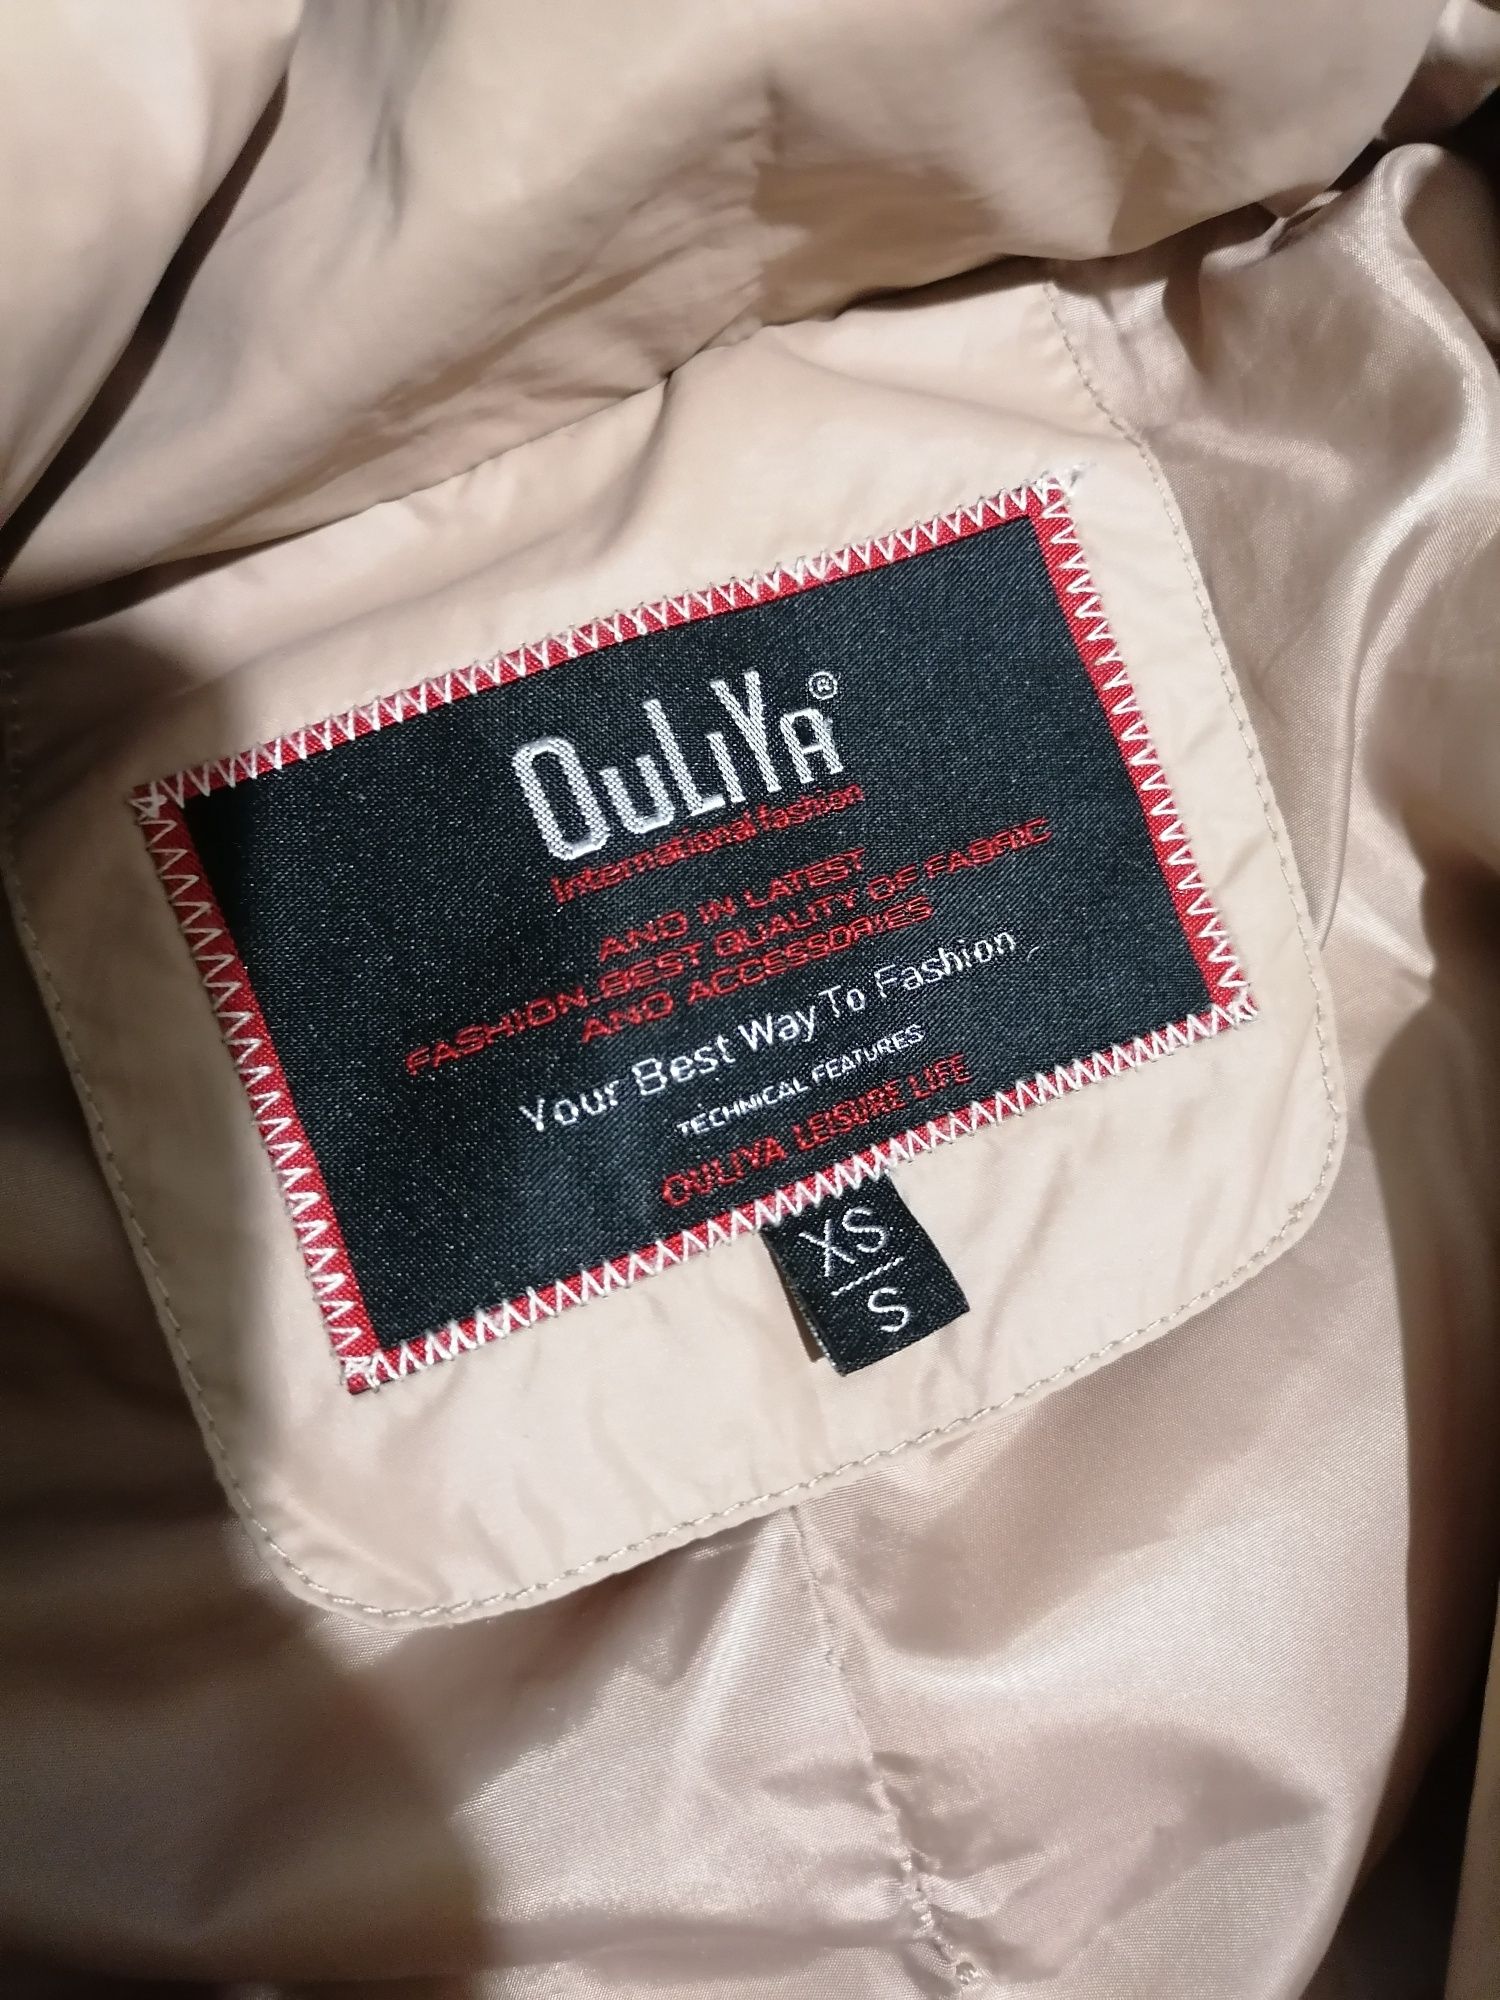 OuLiYA®
International fashion
AND IN LATEST
FASHION.BEST QUALITY OF FABRIC
AND ACCESSORIES
Your Best Way To Fashion
TECHNICAL FEATURES
OULIYA LEISURE LIFE
XS
S